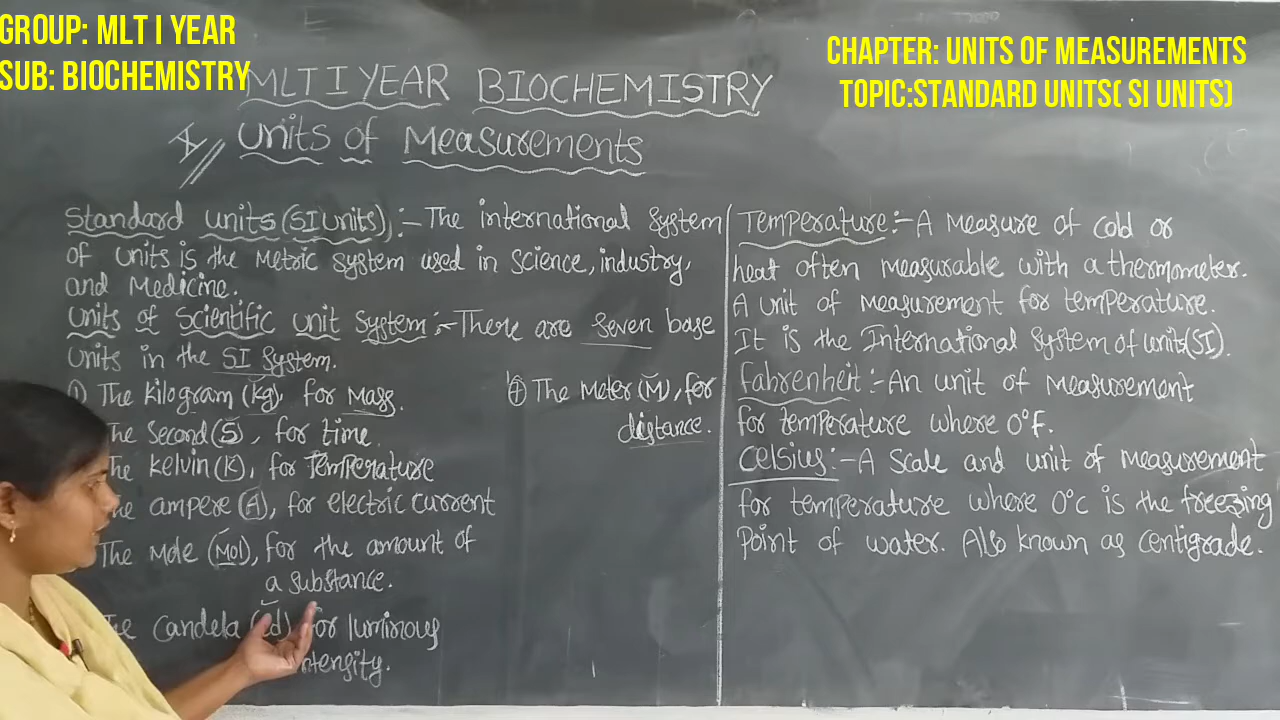 GROUP: MLT I YEAR
SUB: BIOCHEMISTRY
CHAPTER: UNITS OF MEASUREMENTS
TOPIC:STANDARD UNITS( SI UNITS)
MLT I YEAR BIOCHEMISTRY
Units of Measurements
Standard units (SI Units) :- The international System
of units is the Metric system used in science, industry,
and Medicine.
Units of Scientific unit System :- There are seven base
Units in the SI System.
① The kilogram (kg), for Mass.
The Second (S), for time.
The kelvin (K), for Temperature
The ampere (A), for electric current
The Mole (Mol), for the amount of
a substance.
The Candela (cd) for luminous
intensity.
The Meter (M), for
distance.
Temperature :- A Measure of cold or
heat often measurable with a thermometer.
A unit of measurement for temperature.
It is the International System of units (SI).
fahrenheit :- An unit of Measurement
for temperature where 0°F.
Celsius :- A Scale and unit of measurement
for temperature where 0°C is the freezing
Point of water. Also known as centigrade.